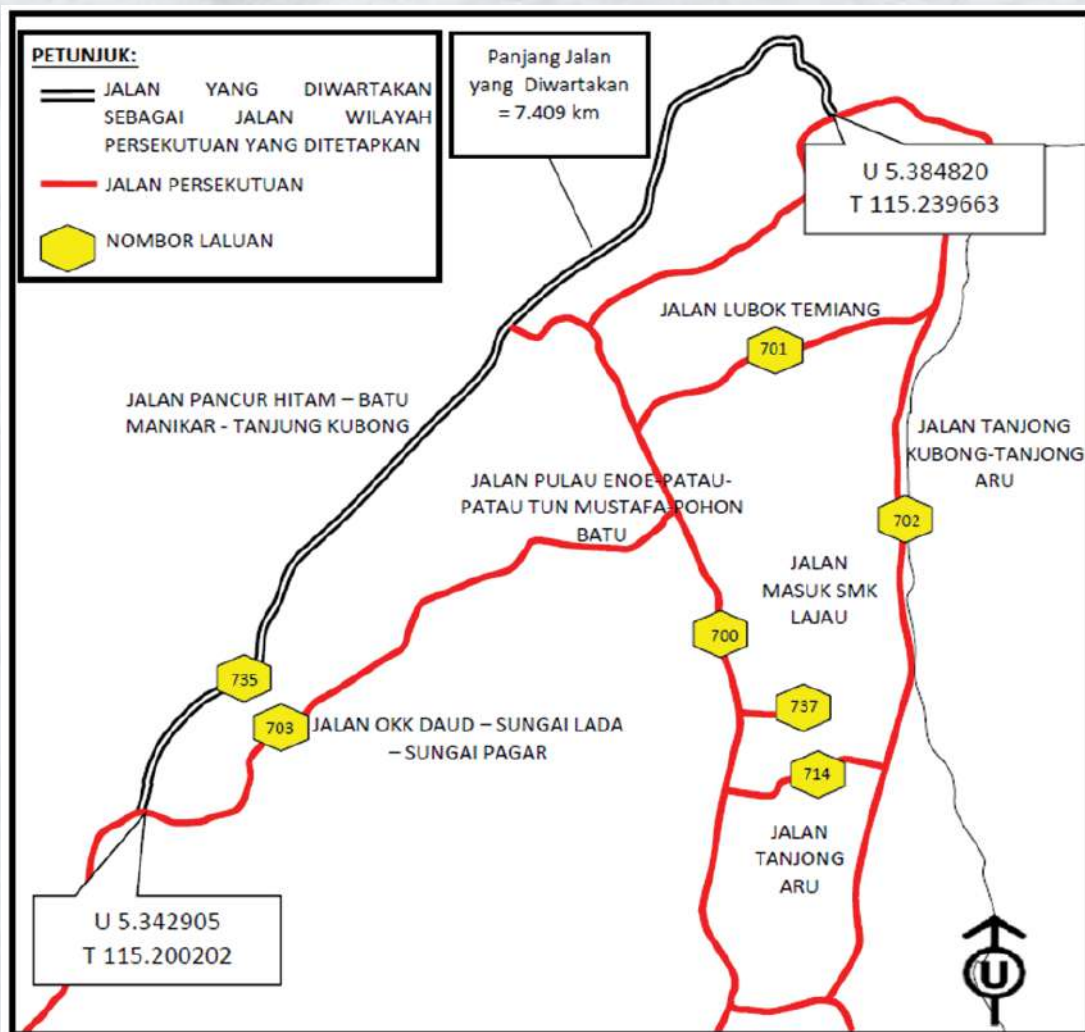 PETUNJUK:
JALAN YANG DIWARTAKAN
SEBAGAI JALAN WILAYAH
PERSEKUTUAN YANG DITETAPKAN
JALAN PERSEKUTUAN
NOMBOR LALUAN
Panjang Jalan
yang Diwartakan
= 7.409 km
U 5.384820
T 115.239663
JALAN LUBOK TEMIANG
701
JALAN PANCUR HITAM – BATU
MANIKAR - TANJUNG KUBONG
JALAN TANJONG
KUBONG-TANJONG
ARU
JALAN PULAU ENOE-PATAU-
PATAU TUN MUSTAFA-POHON
BATU
702
JALAN
MASUK SMK
LAJAU
700
735
703
JALAN OKK DAUD – SUNGAI LADA
– SUNGAI PAGAR
737
714
JALAN
TANJONG
ARU
U 5.342905
T 115.200202
U